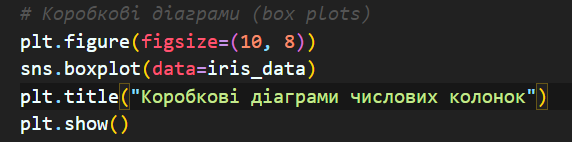 # Коробкові діаграми (box plots)
plt.figure(figsize=(10, 8))
sns.boxplot(data=iris_data)
plt.title("Коробкові діаграми числових колонок")
plt.show()